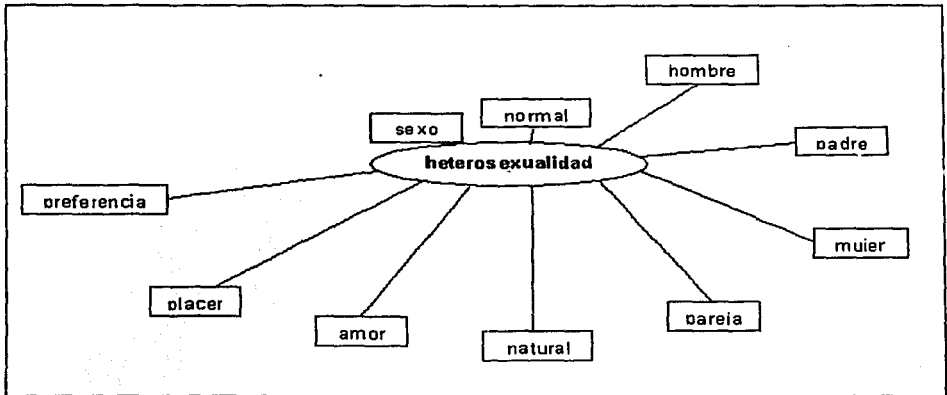 hombre
normal
sexo
padre
heterosexualidad
preferencia
mujer
placer
pareja
amor
natural